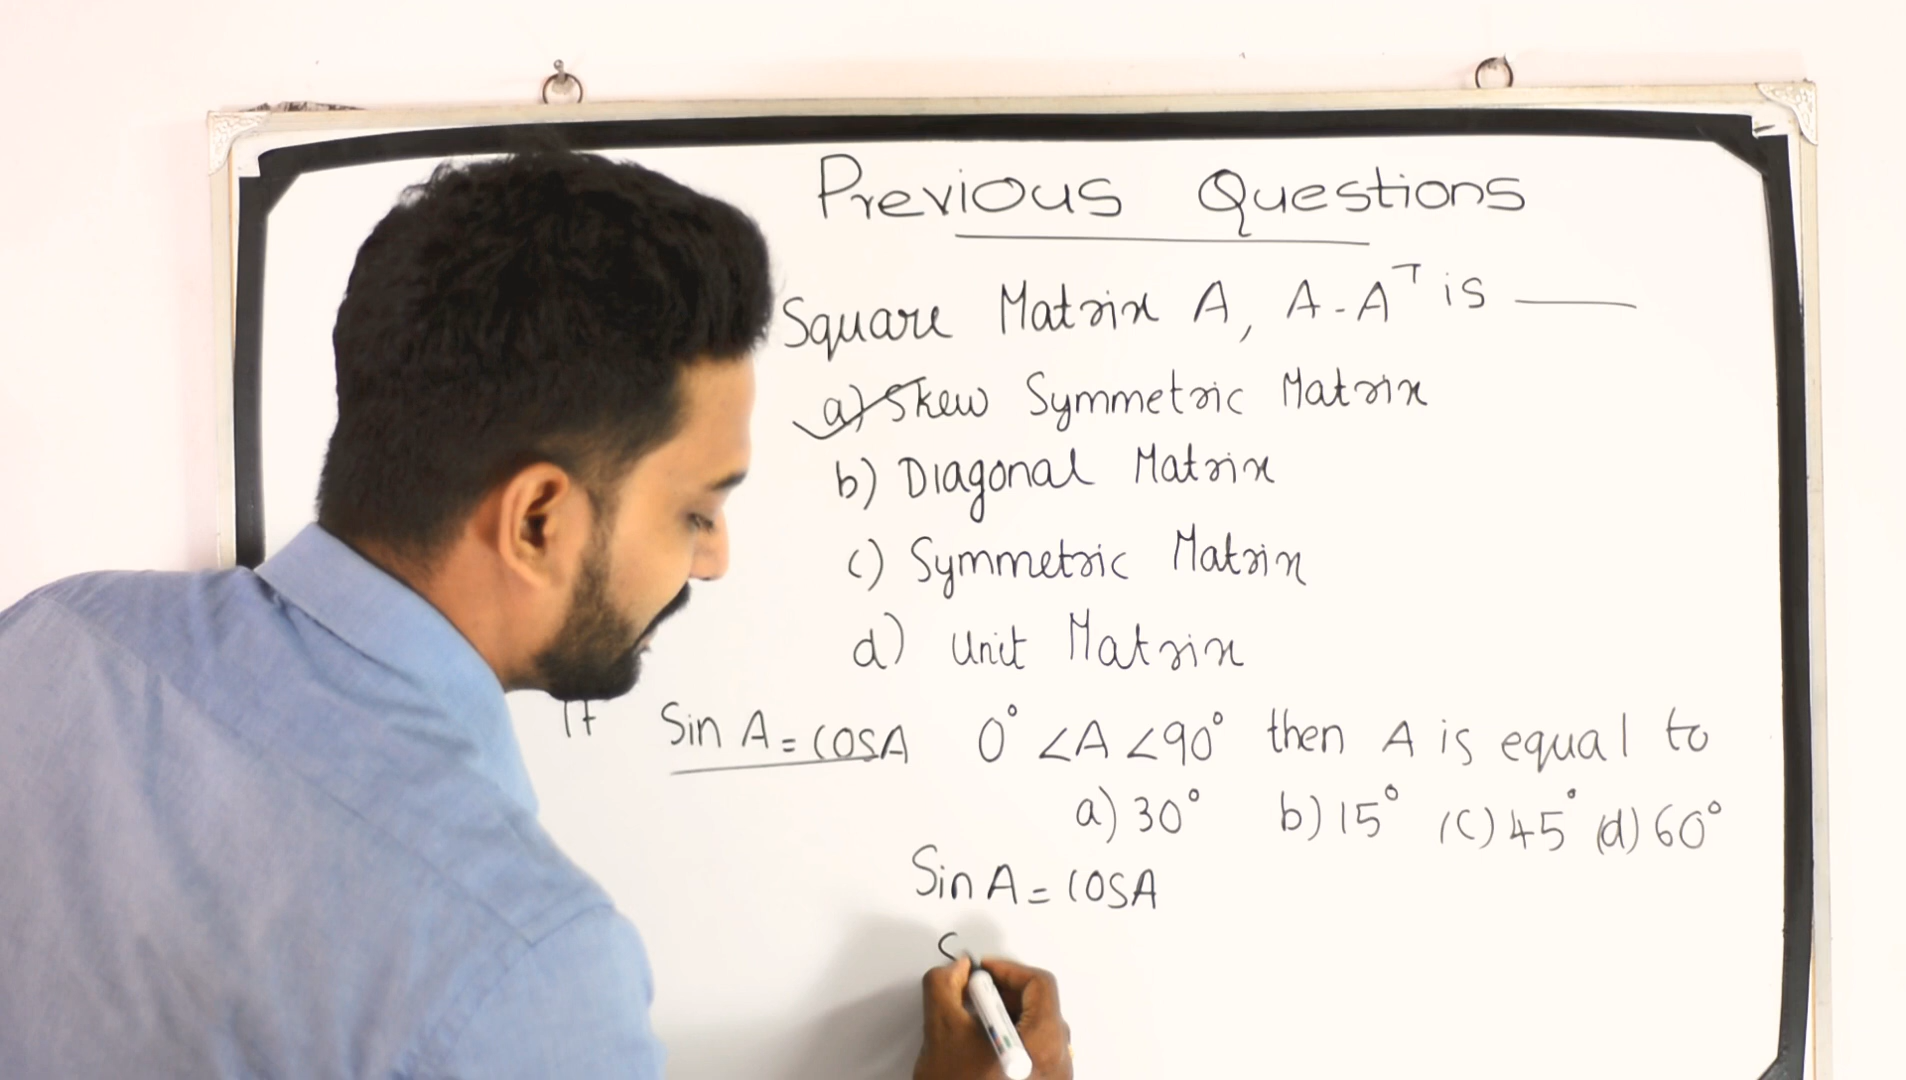 Previous Questions
Square Matrix A, A-Aᵀ is ____
a) Skew Symmetric Matrix
b) Diagonal Matrix
c) Symmetric Matrix
d) Unit Matrix
If Sin A = COSA 0° ∠A ∠90° then A is equal to
a) 30° b) 15° (C) 45° (d) 60°
Sin A = COSA
S